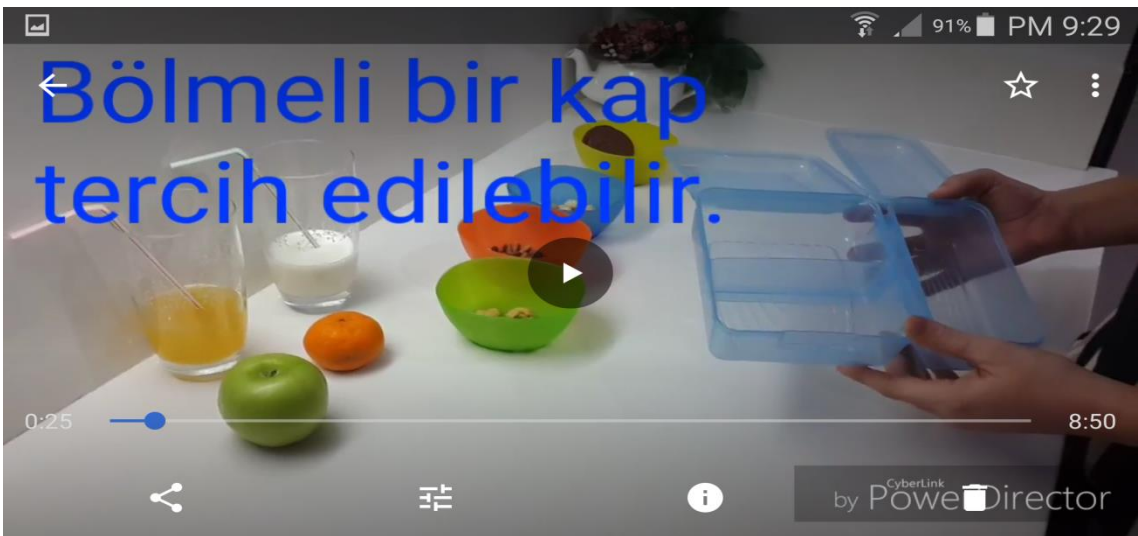 91% PM 9:29
Bölmeli bir kap
tercih edilebilir.
0:25 8:50
CyberLink
by PowerDirector